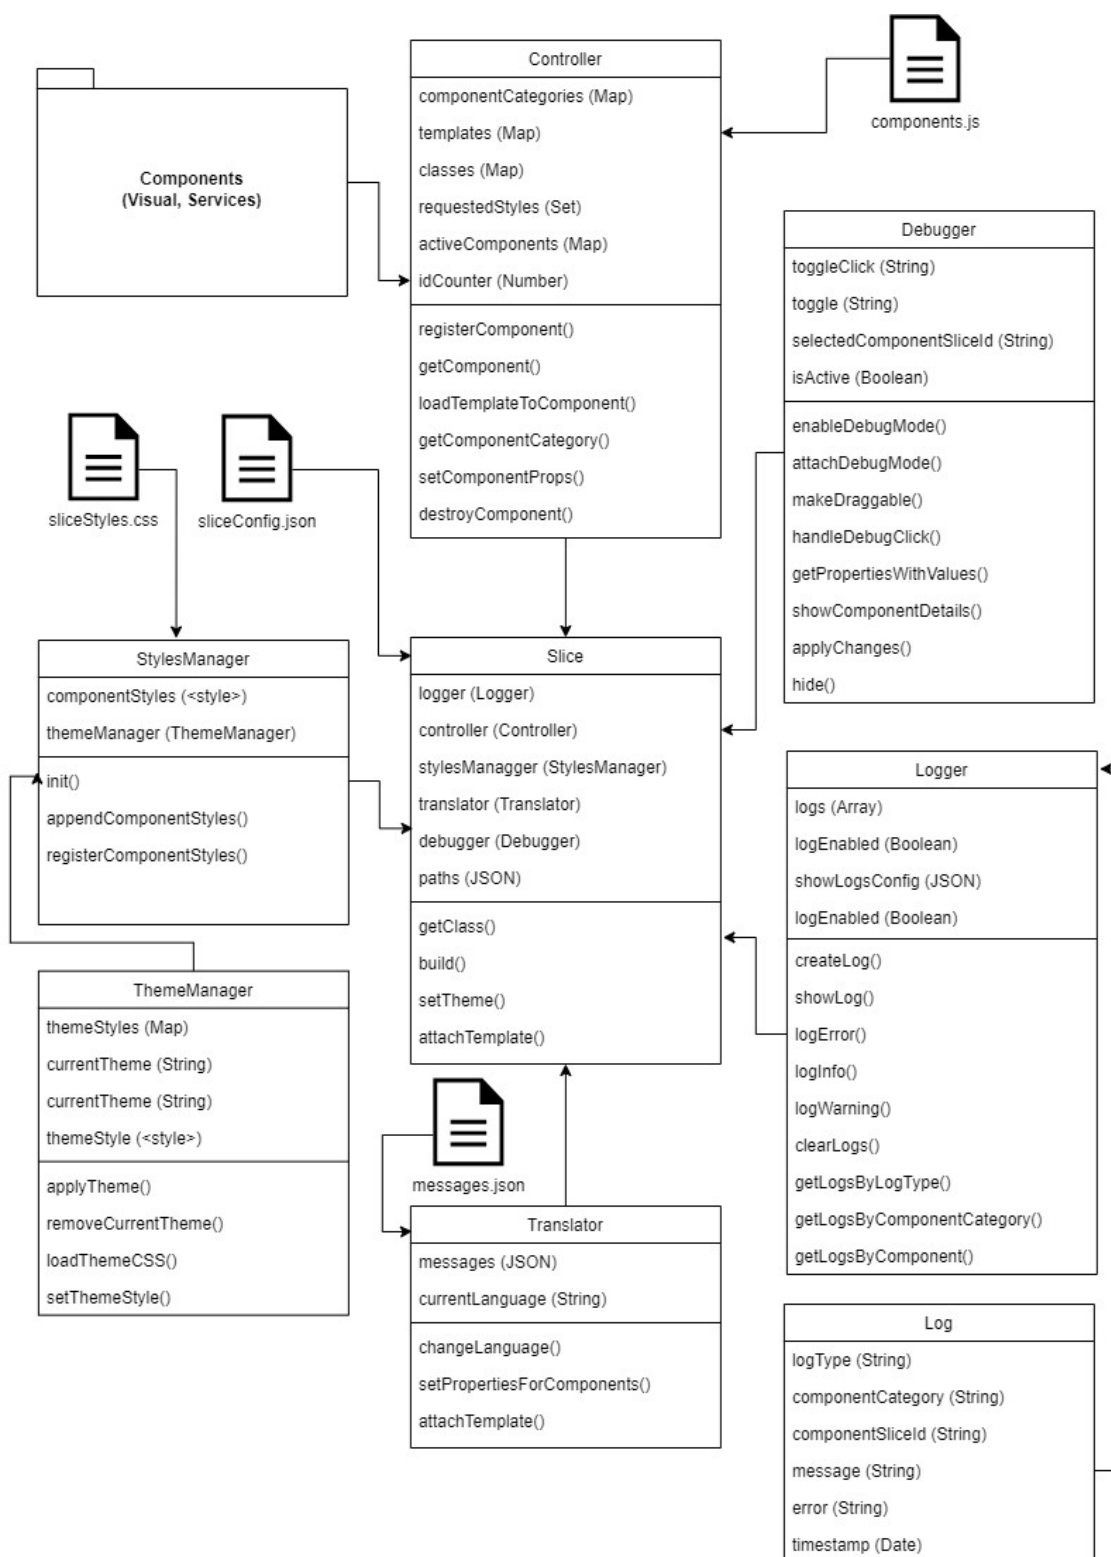 components.js
Components
(Visual, Services)
Controller
componentCategories (Map)
templates (Map)
classes (Map)
requestedStyles (Set)
activeComponents (Map)
idCounter (Number)
registerComponent()
getComponent()
loadTemplateToComponent()
getComponentCategory()
setComponentProps()
destroyComponent()
Debugger
toggleClick (String)
toggle (String)
selectedComponentSliceId (String)
isActive (Boolean)
enableDebugMode()
attachDebugMode()
makeDraggable()
handleDebugClick()
getPropertiesWithValues()
showComponentDetails()
applyChanges()
hide()
sliceStyles.css
sliceConfig.json
StylesManager
componentStyles (<style>)
themeManager (ThemeManager)
init()
appendComponentStyles()
registerComponentStyles()
Slice
logger (Logger)
controller (Controller)
stylesManagger (StylesManager)
translator (Translator)
debugger (Debugger)
paths (JSON)
getClass()
build()
setTheme()
attachTemplate()
Logger
logs (Array)
logEnabled (Boolean)
showLogsConfig (JSON)
logEnabled (Boolean)
createLog()
showLog()
logError()
logInfo()
logWarning()
clearLogs()
getLogsByLogType()
getLogsByComponentCategory()
getLogsByComponent()
ThemeManager
themeStyles (Map)
currentTheme (String)
currentTheme (String)
themeStyle (<style>)
applyTheme()
removeCurrentTheme()
loadThemeCSS()
setThemeStyle()
messages.json
Translator
messages (JSON)
currentLanguage (String)
changeLanguage()
setPropertiesForComponents()
attachTemplate()
Log
logType (String)
componentCategory (String)
componentSliceId (String)
message (String)
error (String)
timestamp (Date)